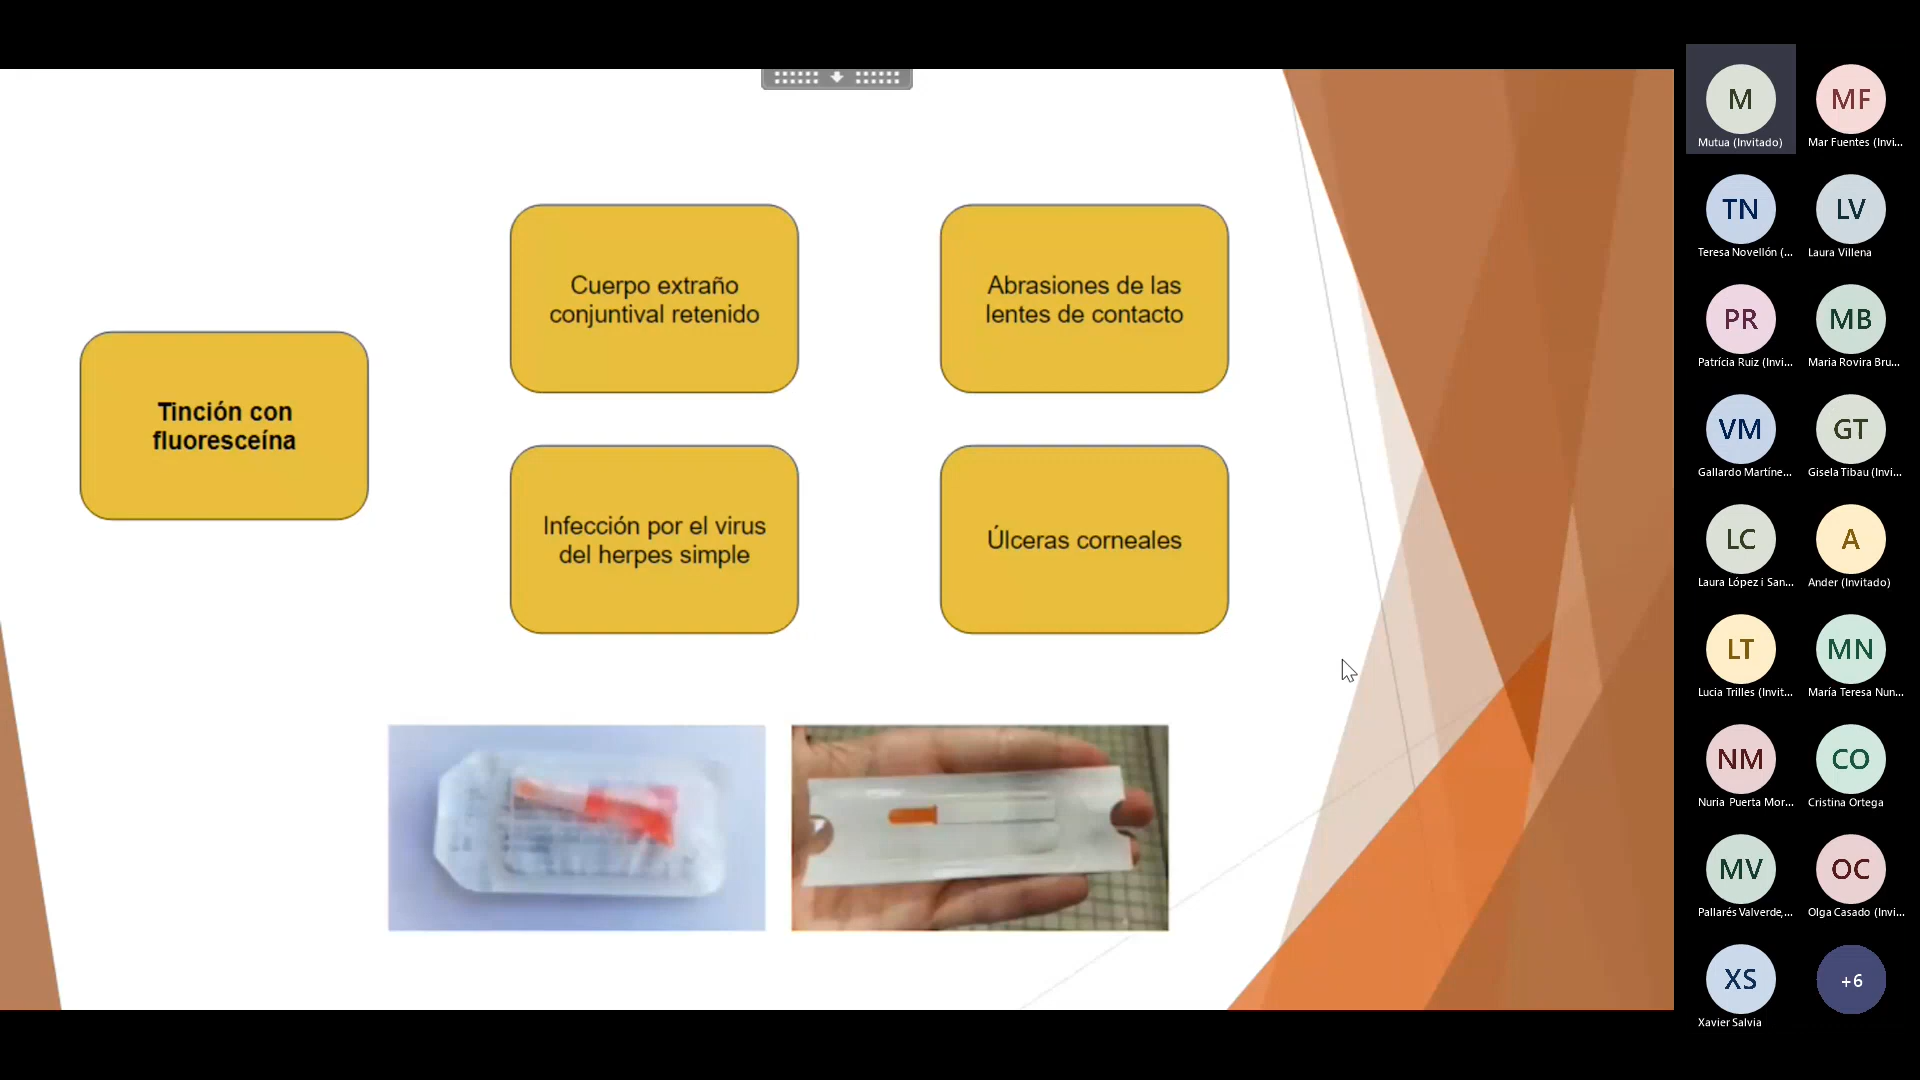 Tinción con
fluoresceína
Cuerpo extraño
conjuntival retenido
Abrasiones de las
lentes de contacto
Infección por el virus
del herpes simple
Úlceras corneales
M
Mutua (Invitado)
MF
Mar Fuentes (Invi...
TN
Teresa Novellón (...
LV
Laura Villena
PR
Patrícia Ruiz (Invi...
MB
Maria Rovira Bru...
VM
Gallardo Martíne...
GT
Gisela Tibau (Invi...
LC
Laura López i San...
A
Ander (Invitado)
LT
Lucia Trilles (Invit...
MN
María Teresa Nun...
NM
Nuria Puerta Mor...
CO
Cristina Ortega
MV
Pallarés Valverde,...
OC
Olga Casado (Invi...
XS
Xavier Salvia
+6